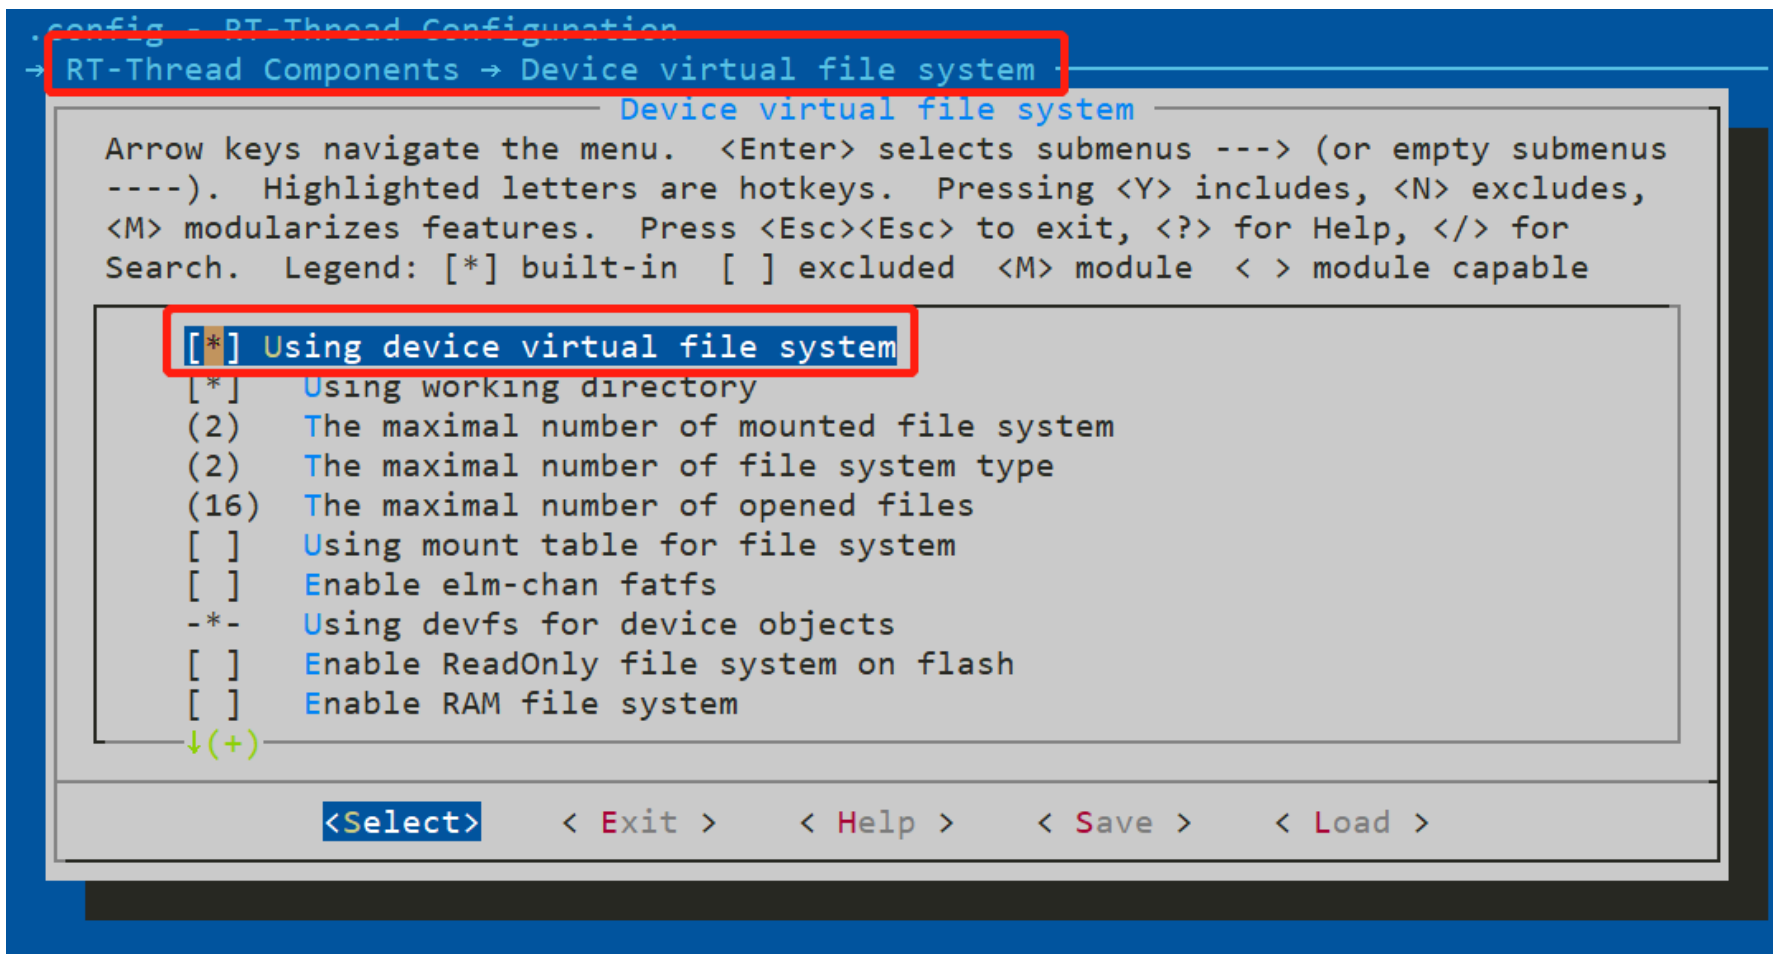 .config - RT-Thread Configuration
→ RT-Thread Components → Device virtual file system
Device virtual file system
Arrow keys navigate the menu.  <Enter> selects submenus ---> (or empty submenus
----).  Highlighted letters are hotkeys.  Pressing <Y> includes, <N> excludes,
<M> modularizes features.  Press <Esc><Esc> to exit, <?> for Help, </> for
Search.  Legend: [*] built-in  [ ] excluded  <M> module  < > module capable
[*] Using device virtual file system
[*]   Using working directory
(2)   The maximal number of mounted file system
(2)   The maximal number of file system type
(16)  The maximal number of opened files
[ ]   Using mount table for file system
[ ]   Enable elm-chan fatfs
-*-   Using devfs for device objects
[ ]   Enable ReadOnly file system on flash
[ ]   Enable RAM file system
↓(+)
<Select>    < Exit >    < Help >    < Save >    < Load >